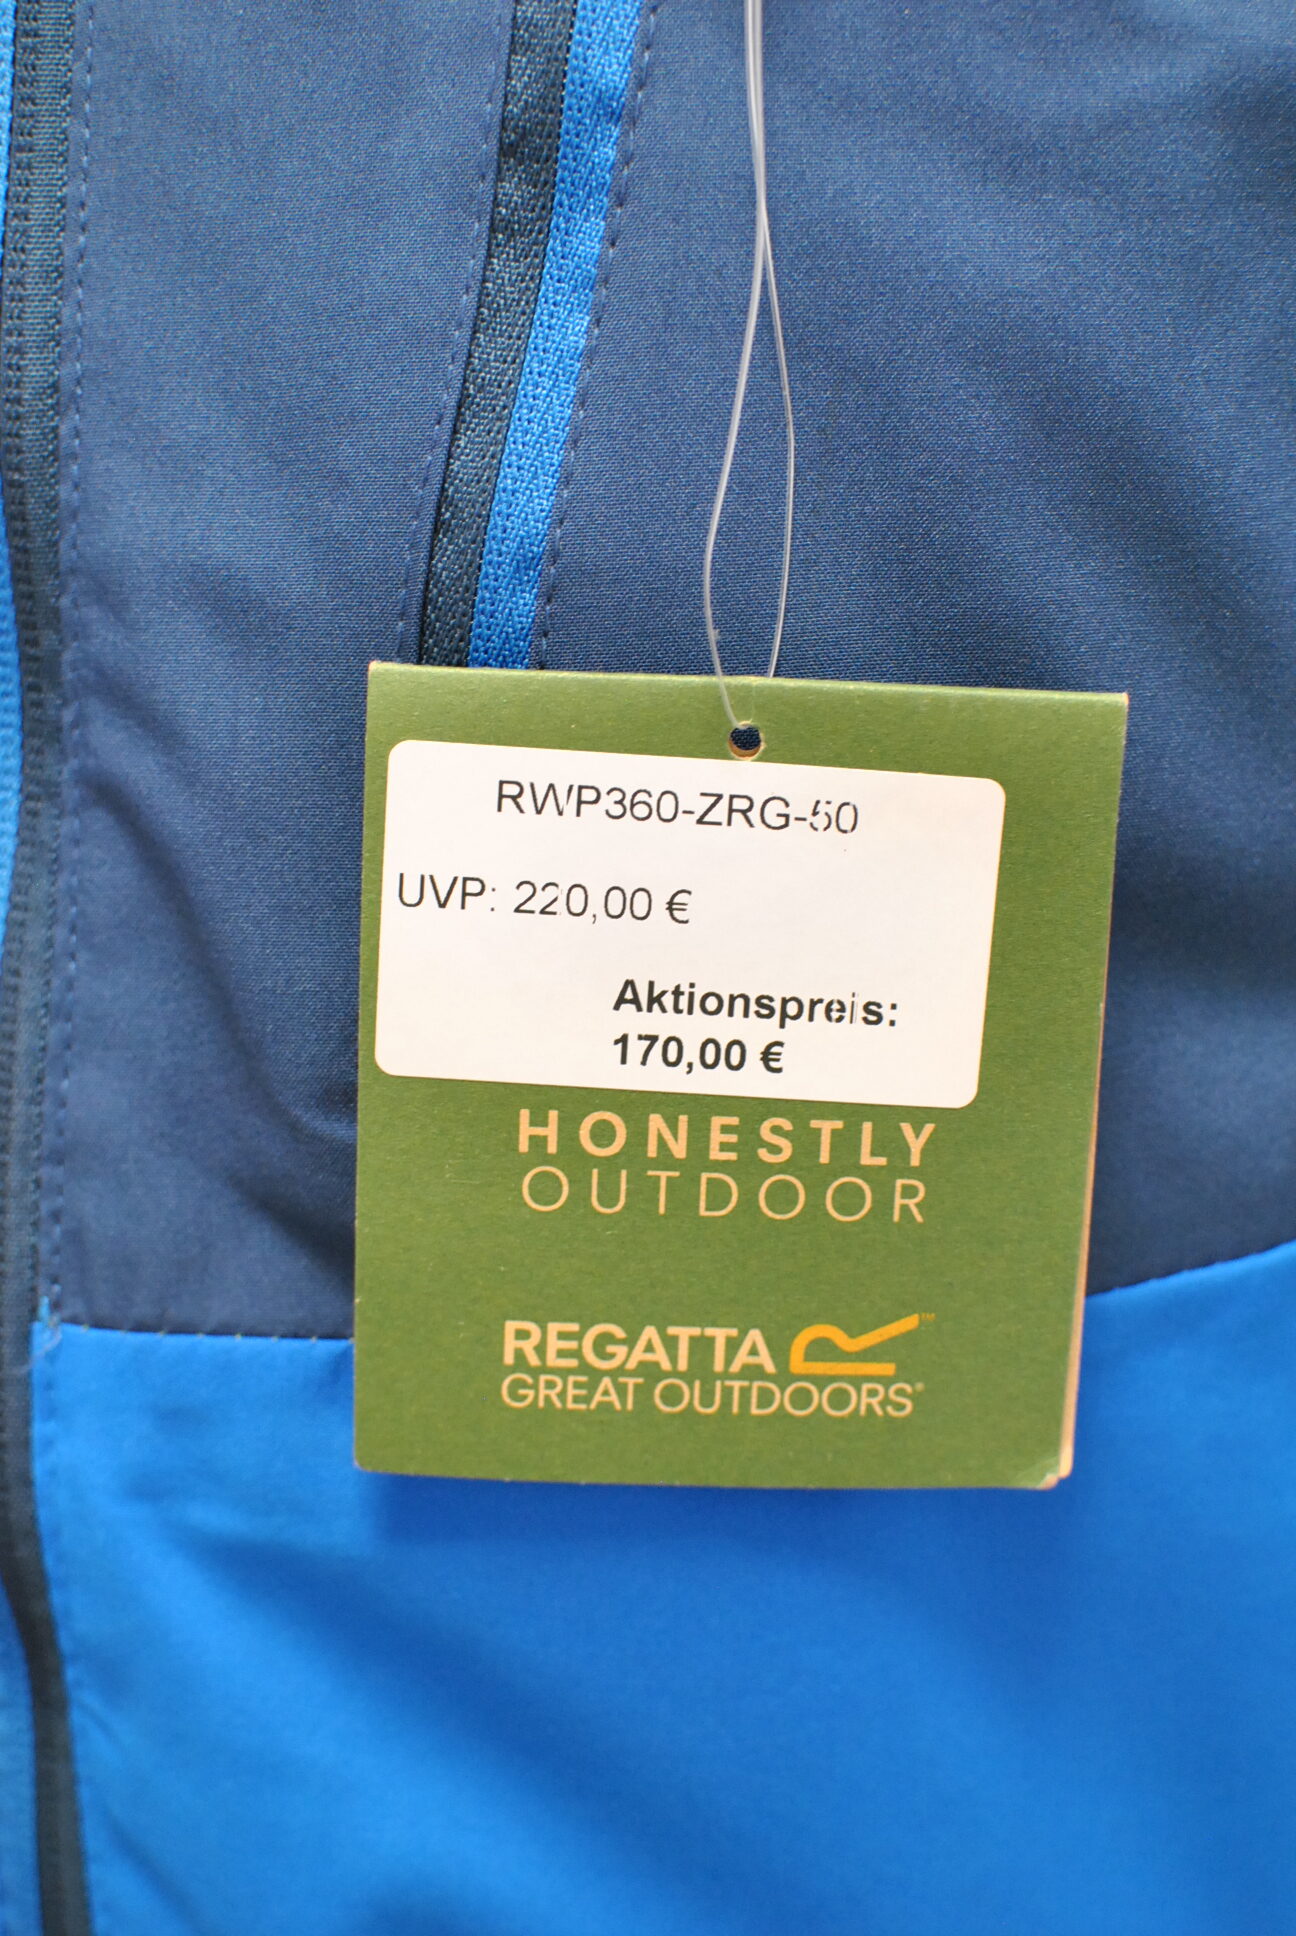 RWP360-ZRG-50
UVP: 220,00 €
Aktionspreis:
170,00 €
HONESTLY
OUTDOOR
REGATTA
GREAT OUTDOORS